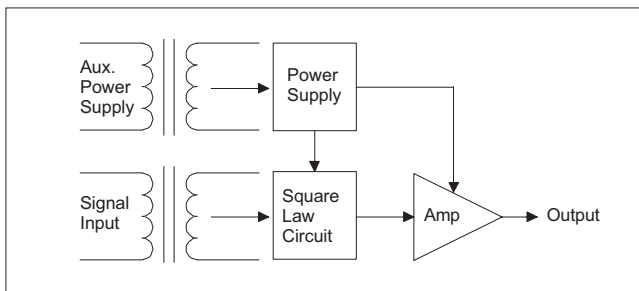 Aux.
Power
Supply
Power
Supply
Signal
Input
Square
Law
Circuit
Amp
Output